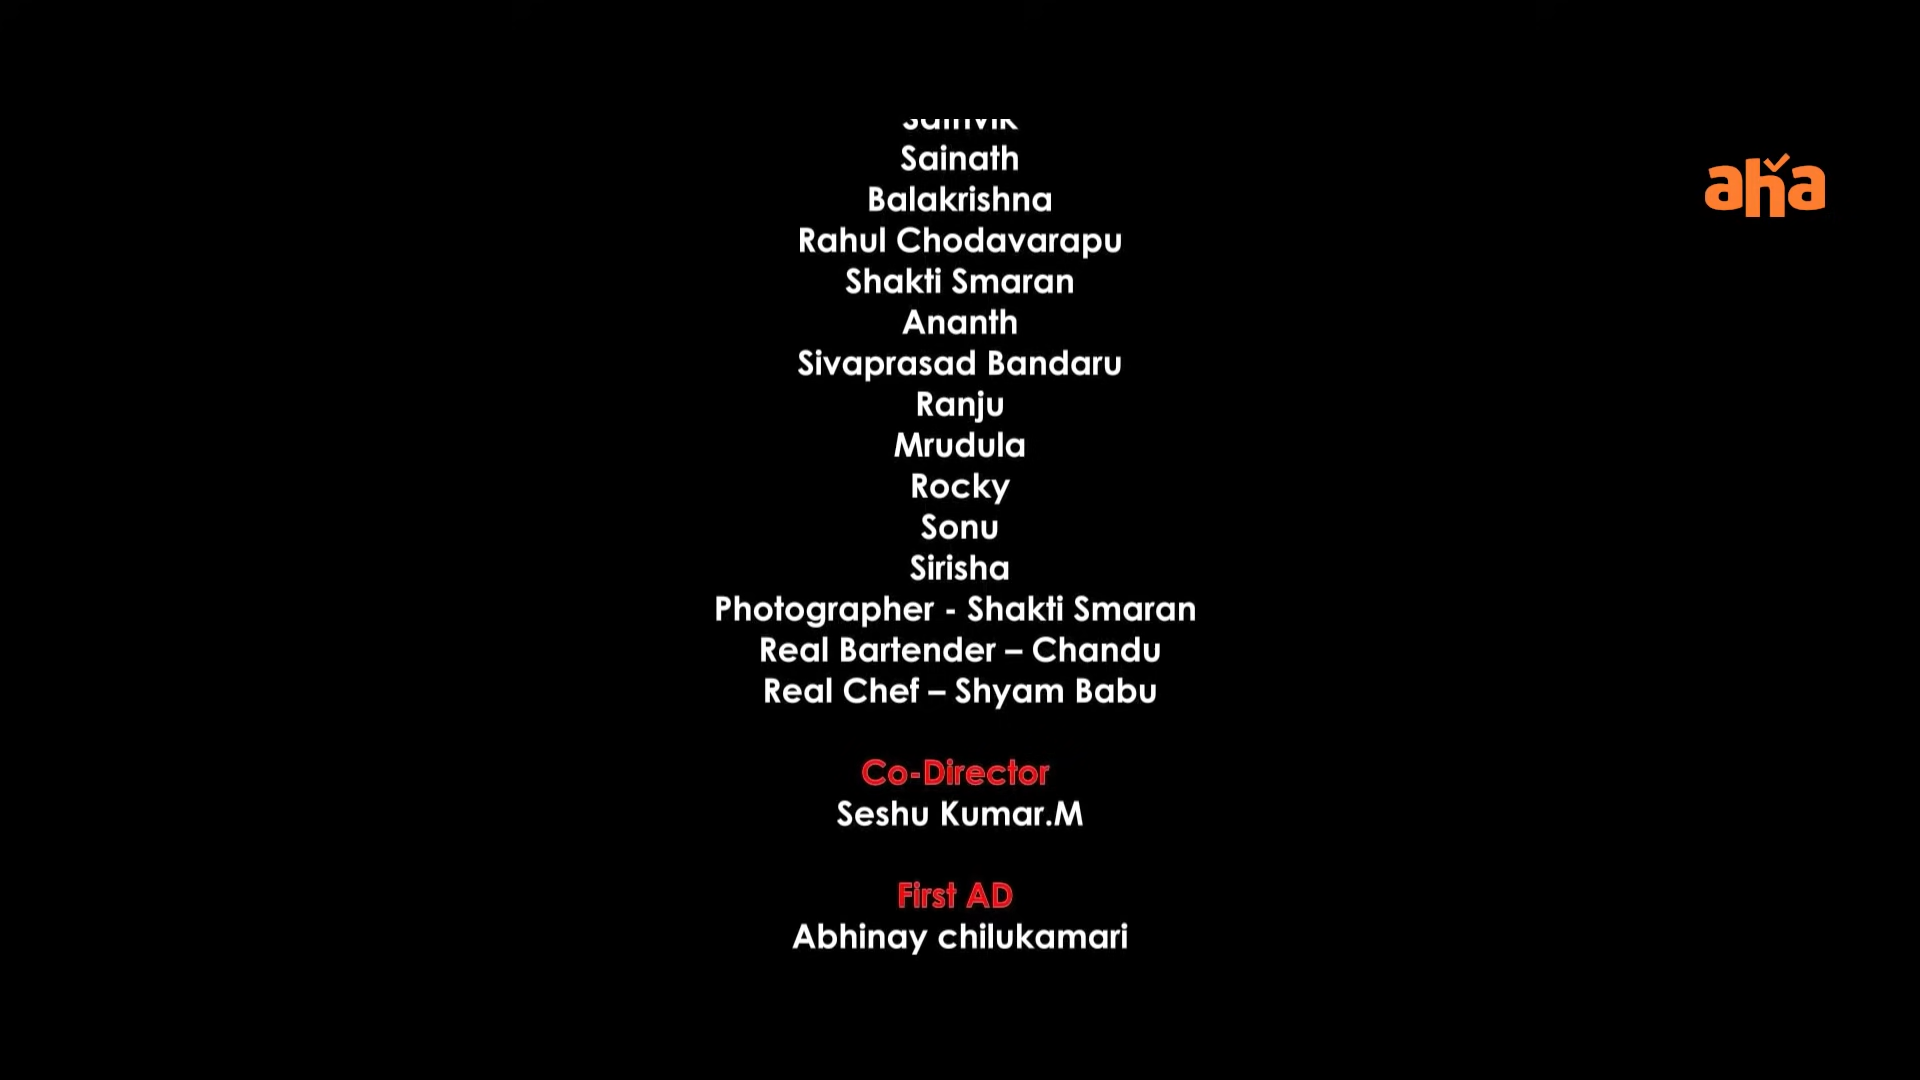 Sainath
Balakrishna
Rahul Chodavarapu
Shakti Smaran
Ananth
Sivaprasad Bandaru
Ranju
Mrudula
Rocky
Sonu
Sirisha
Photographer - Shakti Smaran
Real Bartender – Chandu
Real Chef – Shyam Babu
Co-Director
Seshu Kumar.M
First AD
Abhinay chilukamari
aha